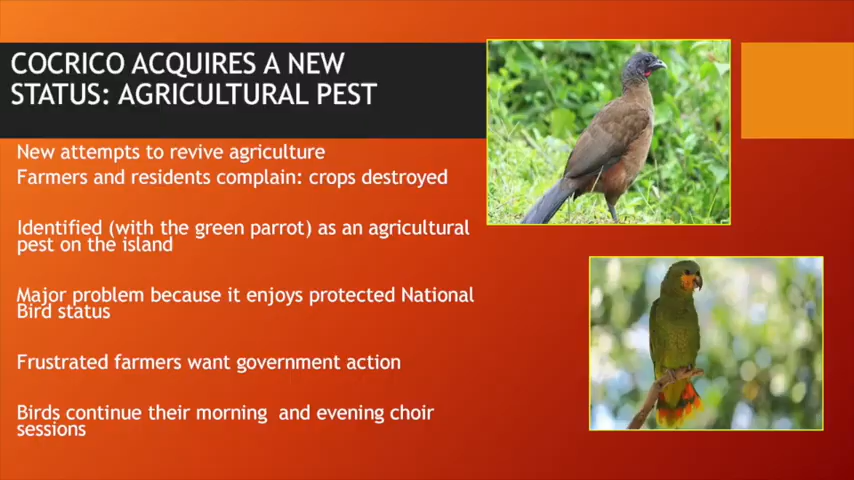 COCRICO ACQUIRES A NEW
STATUS: AGRICULTURAL PEST
New attempts to revive agriculture
Farmers and residents complain: crops destroyed
Identified (with the green parrot) as an agricultural
pest on the island
Major problem because it enjoys protected National
Bird status
Frustrated farmers want government action
Birds continue their morning and evening choir
sessions